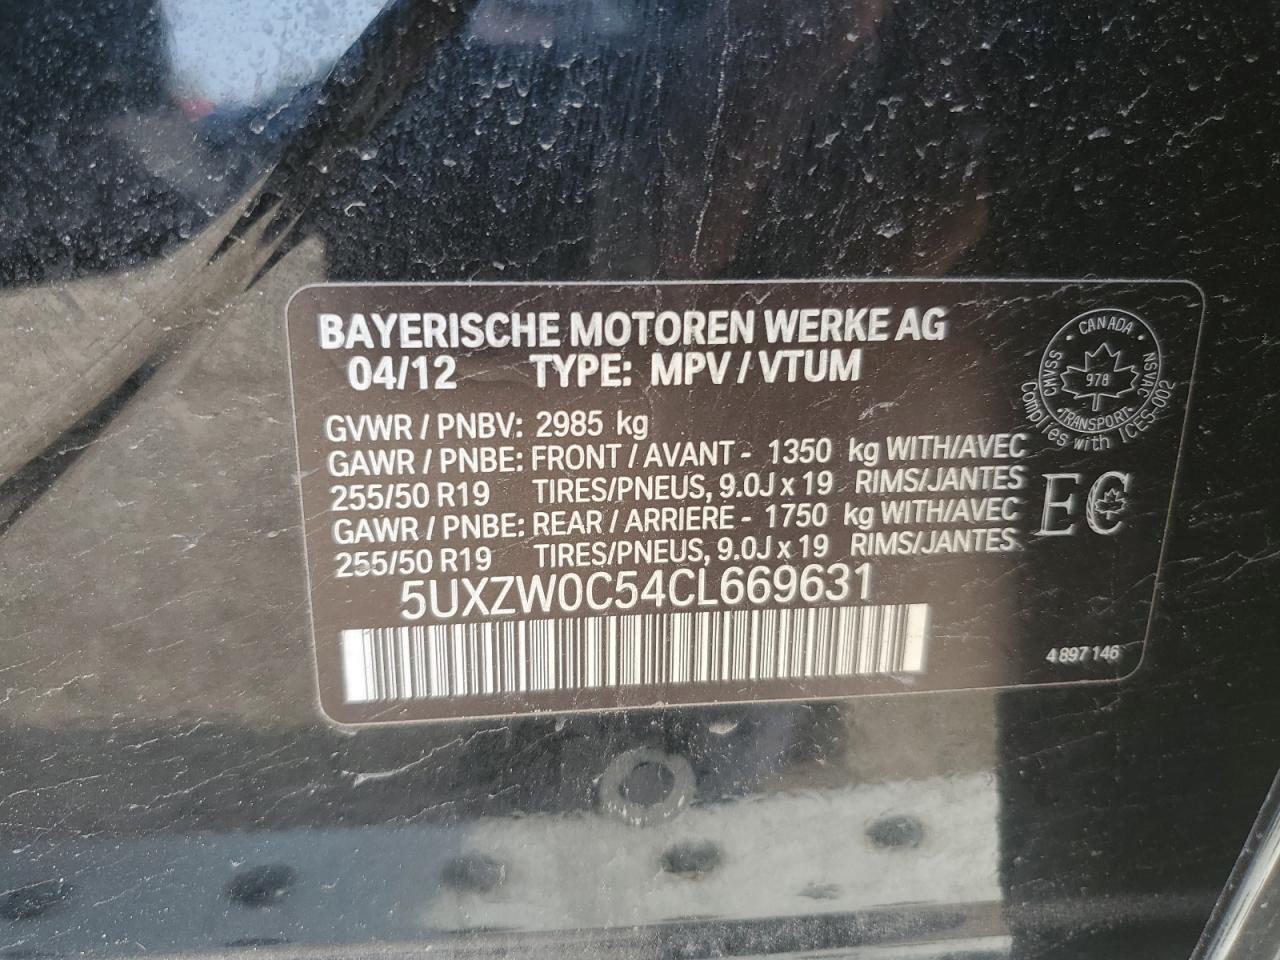 BAYERISCHE MOTOREN WERKE AG
04/12 TYPE: MPV / VTUM
GVWR / PNBV: 2985 kg
GAWR / PNBE: FRONT / AVANT - 1350 kg WITH/AVEC
255/50 R19 TIRES/PNEUS, 9.0J x 19 RIMS/JANTES
GAWR / PNBE: REAR / ARRIERE - 1750 kg WITH/AVEC
255/50 R19 TIRES/PNEUS, 9.0J x 19 RIMS/JANTES
5UXZW0C54CL669631
CANADA
CMVSS
NSVAC
978
TRANSPORT
Complies with ICES-002
EC
4 897 146